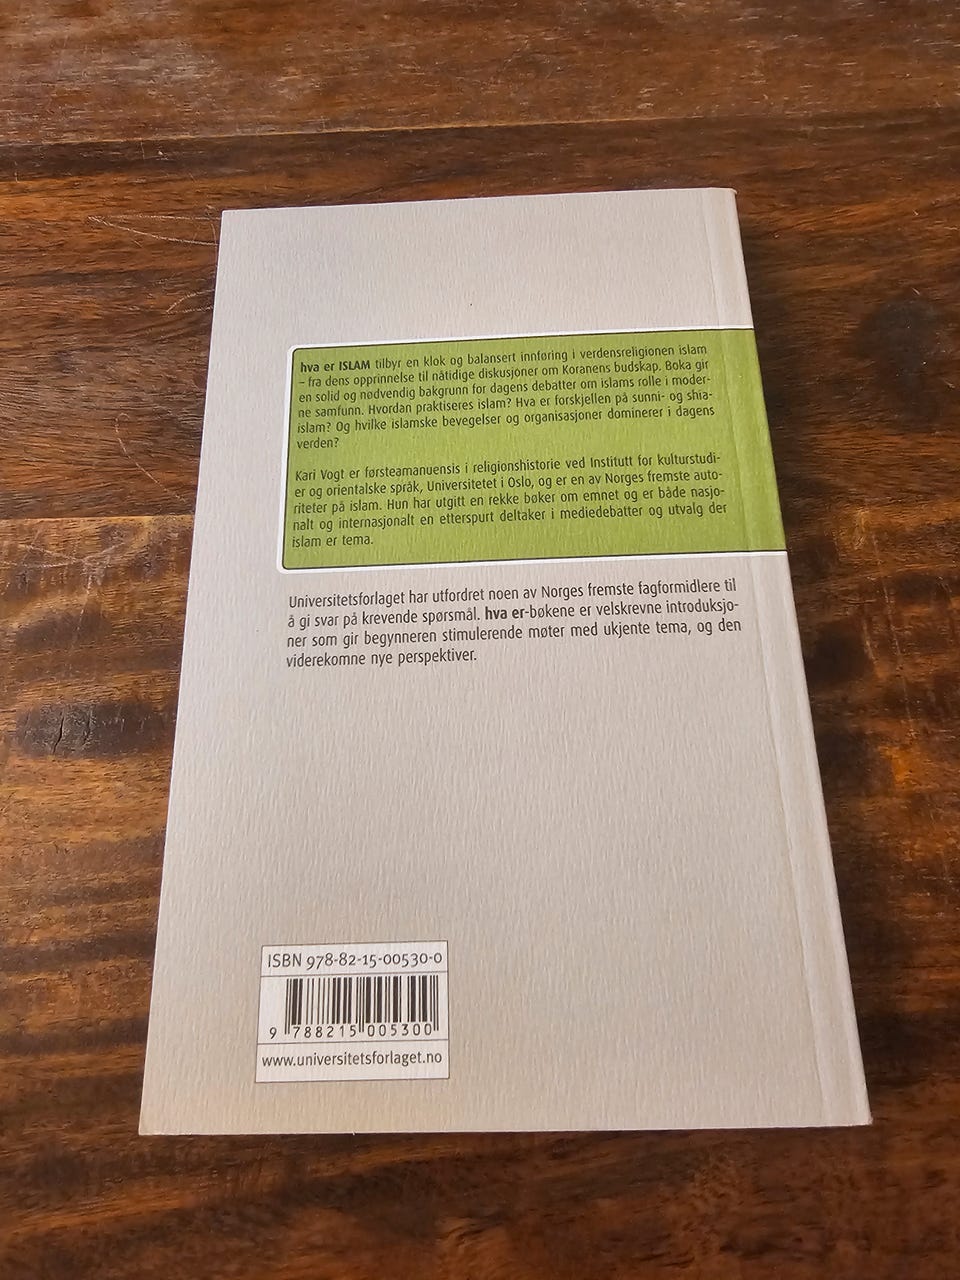 hva er ISLAM tilbyr en klok og balansert innføring i verdensreligionen islam
– fra dens opprinnelse til nåtidige diskusjoner om Koranens budskap. Boka gir
en solid og nødvendig bakgrunn for dagens debatter om islams rolle i moder-
ne samfunn. Hvordan praktiseres islam? Hva er forskjellen på sunni- og shia-
islam? Og hvilke islamske bevegelser og organisasjoner dominerer i dagens
verden?
Kari Vogt er førsteamanuensis i religionshistorie ved Institutt for kulturstudi-
er og orientalske språk, Universitetet i Oslo, og er en av Norges fremste auto-
riteter på islam. Hun har utgitt en rekke bøker om emnet og er både nasjo-
nalt og internasjonalt en etterspurt deltaker i mediedebatter og utvalg der
islam er tema.
Universitetsforlaget har utfordret noen av Norges fremste fagformidlere til
å gi svar på krevende spørsmål. hva er-bøkene er velskrevne introduksjo-
ner som gir begynneren stimulerende møter med ukjente tema, og den
viderekomne nye perspektiver.
ISBN 978-82-15-00530-0
9 788215 005300
www.universitetsforlaget.no